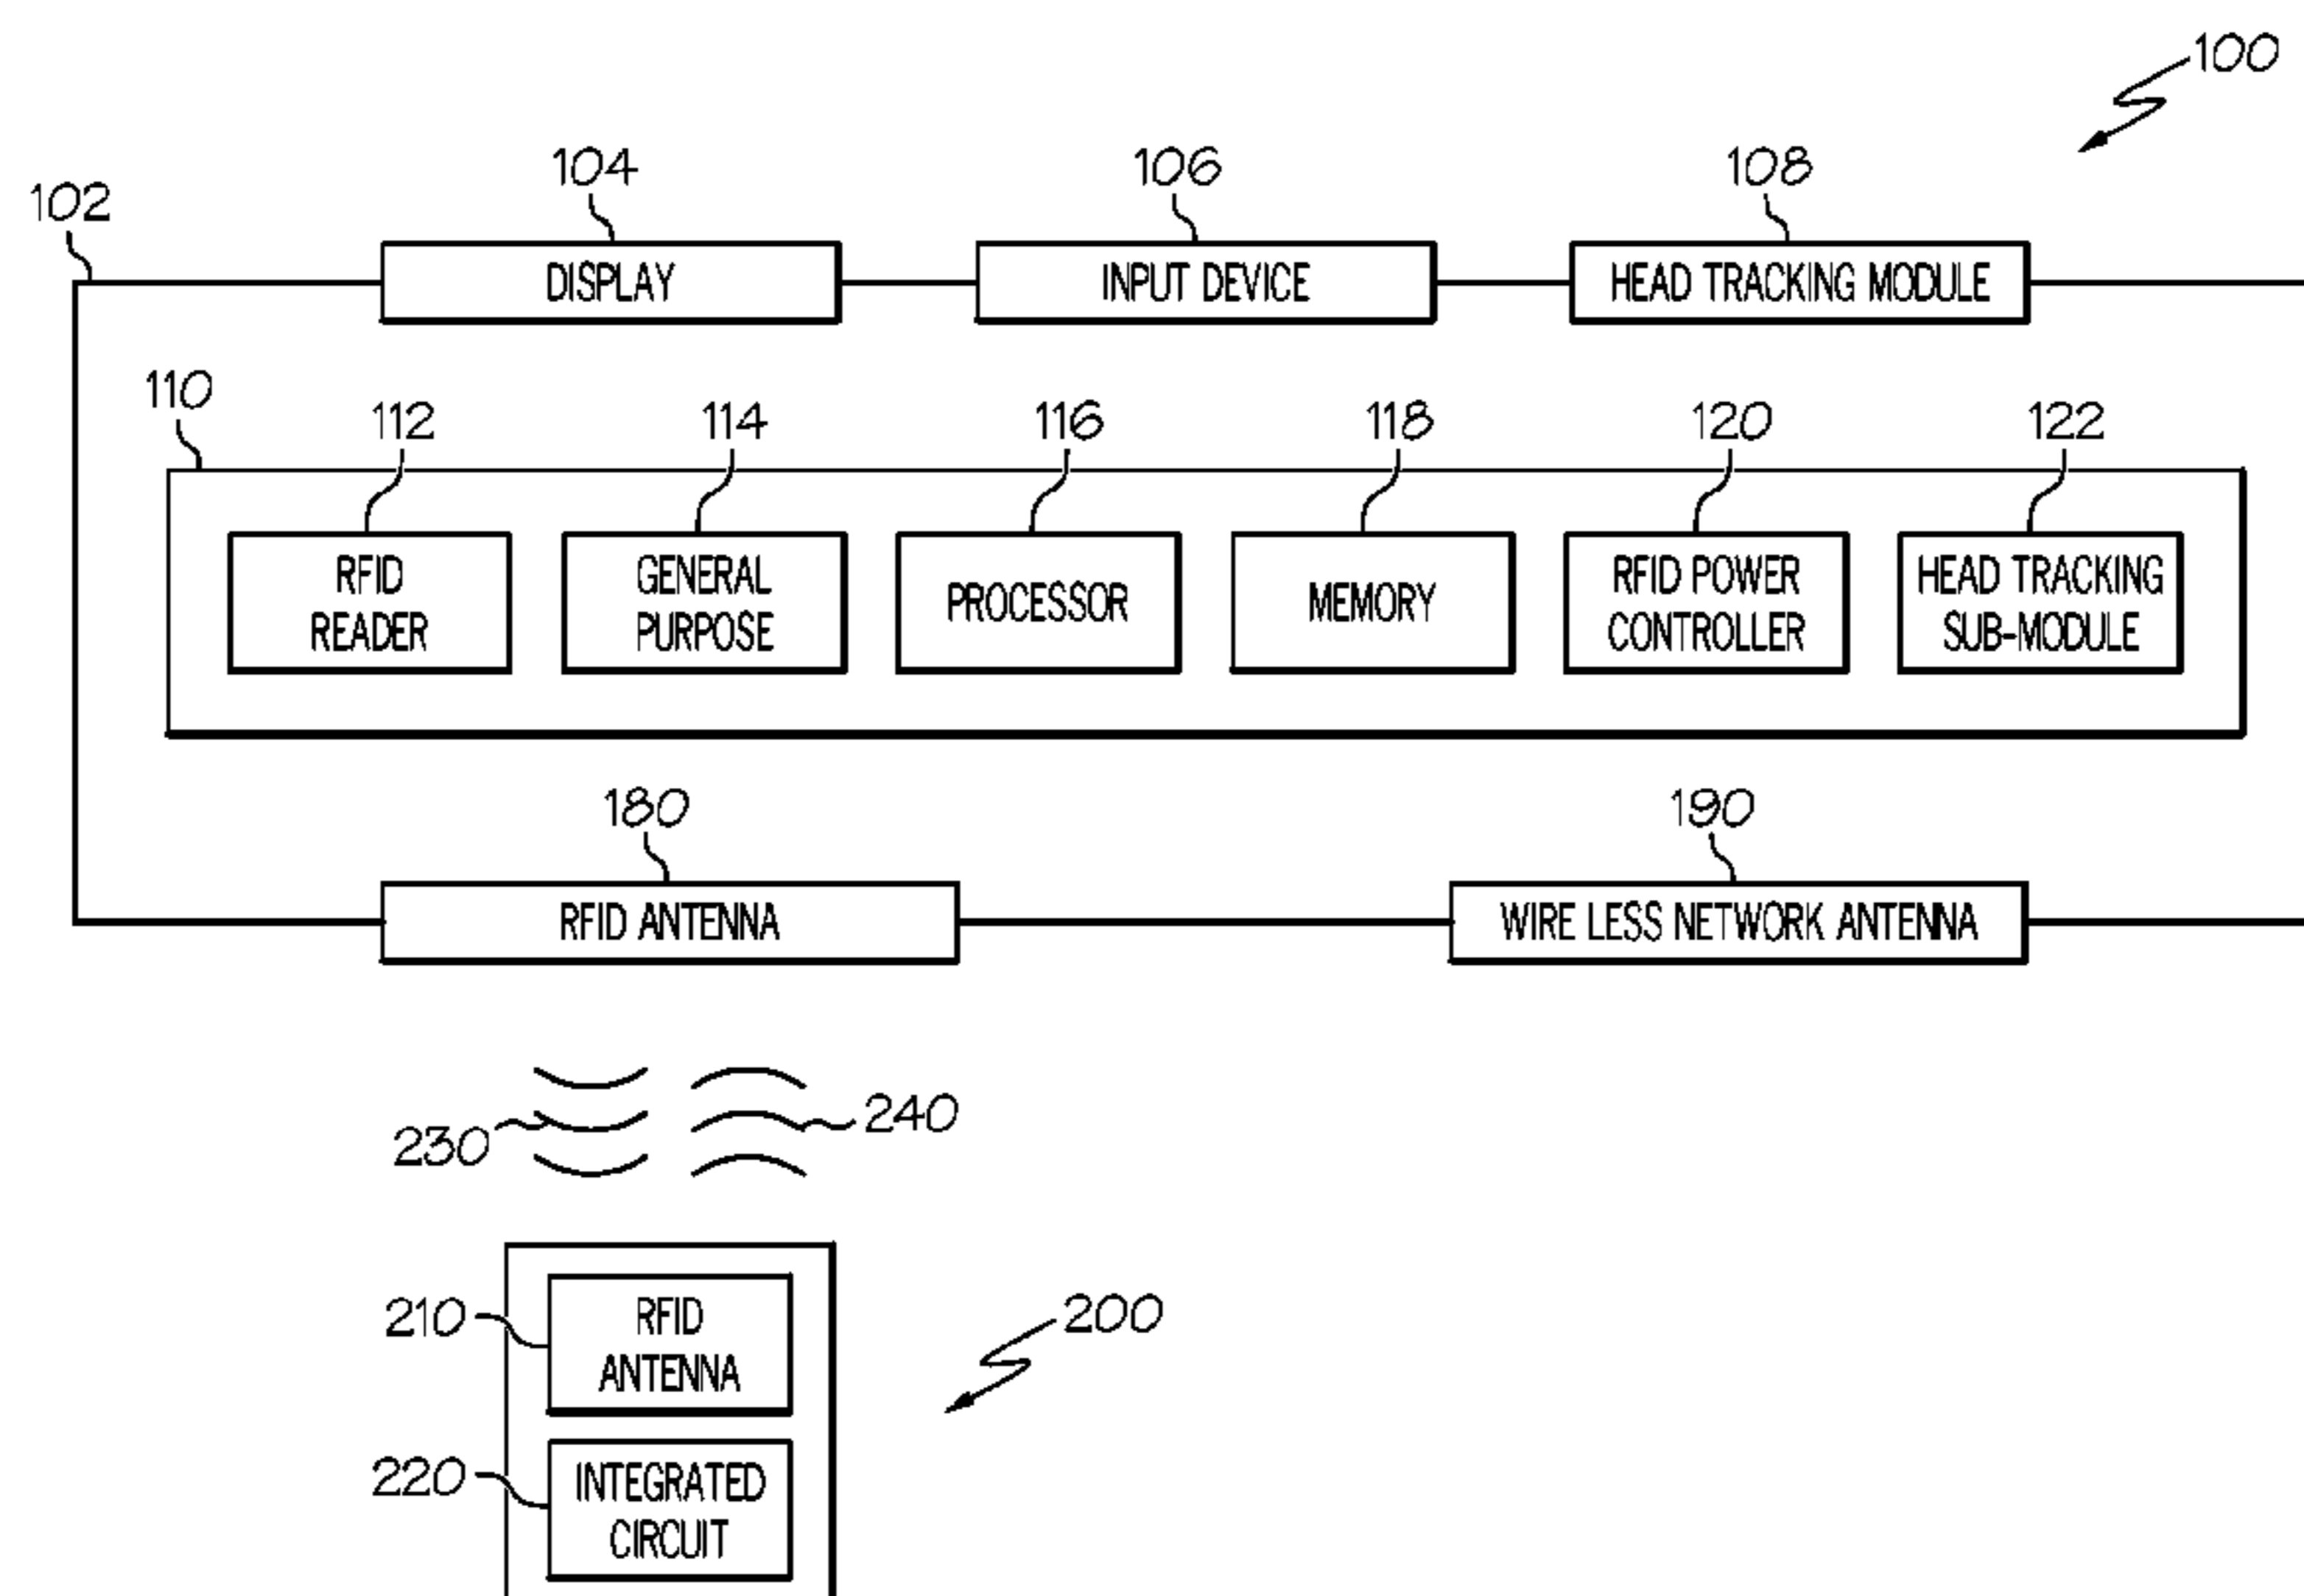 100
104
106
108
102
DISPLAY
INPUT DEVICE
HEAD TRACKING MODULE
110
112
114
116
118
120
122
RFID
READER
GENERAL
PURPOSE
PROCESSOR
MEMORY
RFID POWER
CONTROLLER
HEAD TRACKING
SUB-MODULE
180
190
RFID ANTENNA
WIRE LESS NETWORK ANTENNA
230
240
210
RFID
ANTENNA
200
220
INTEGRATED
CIRCUIT